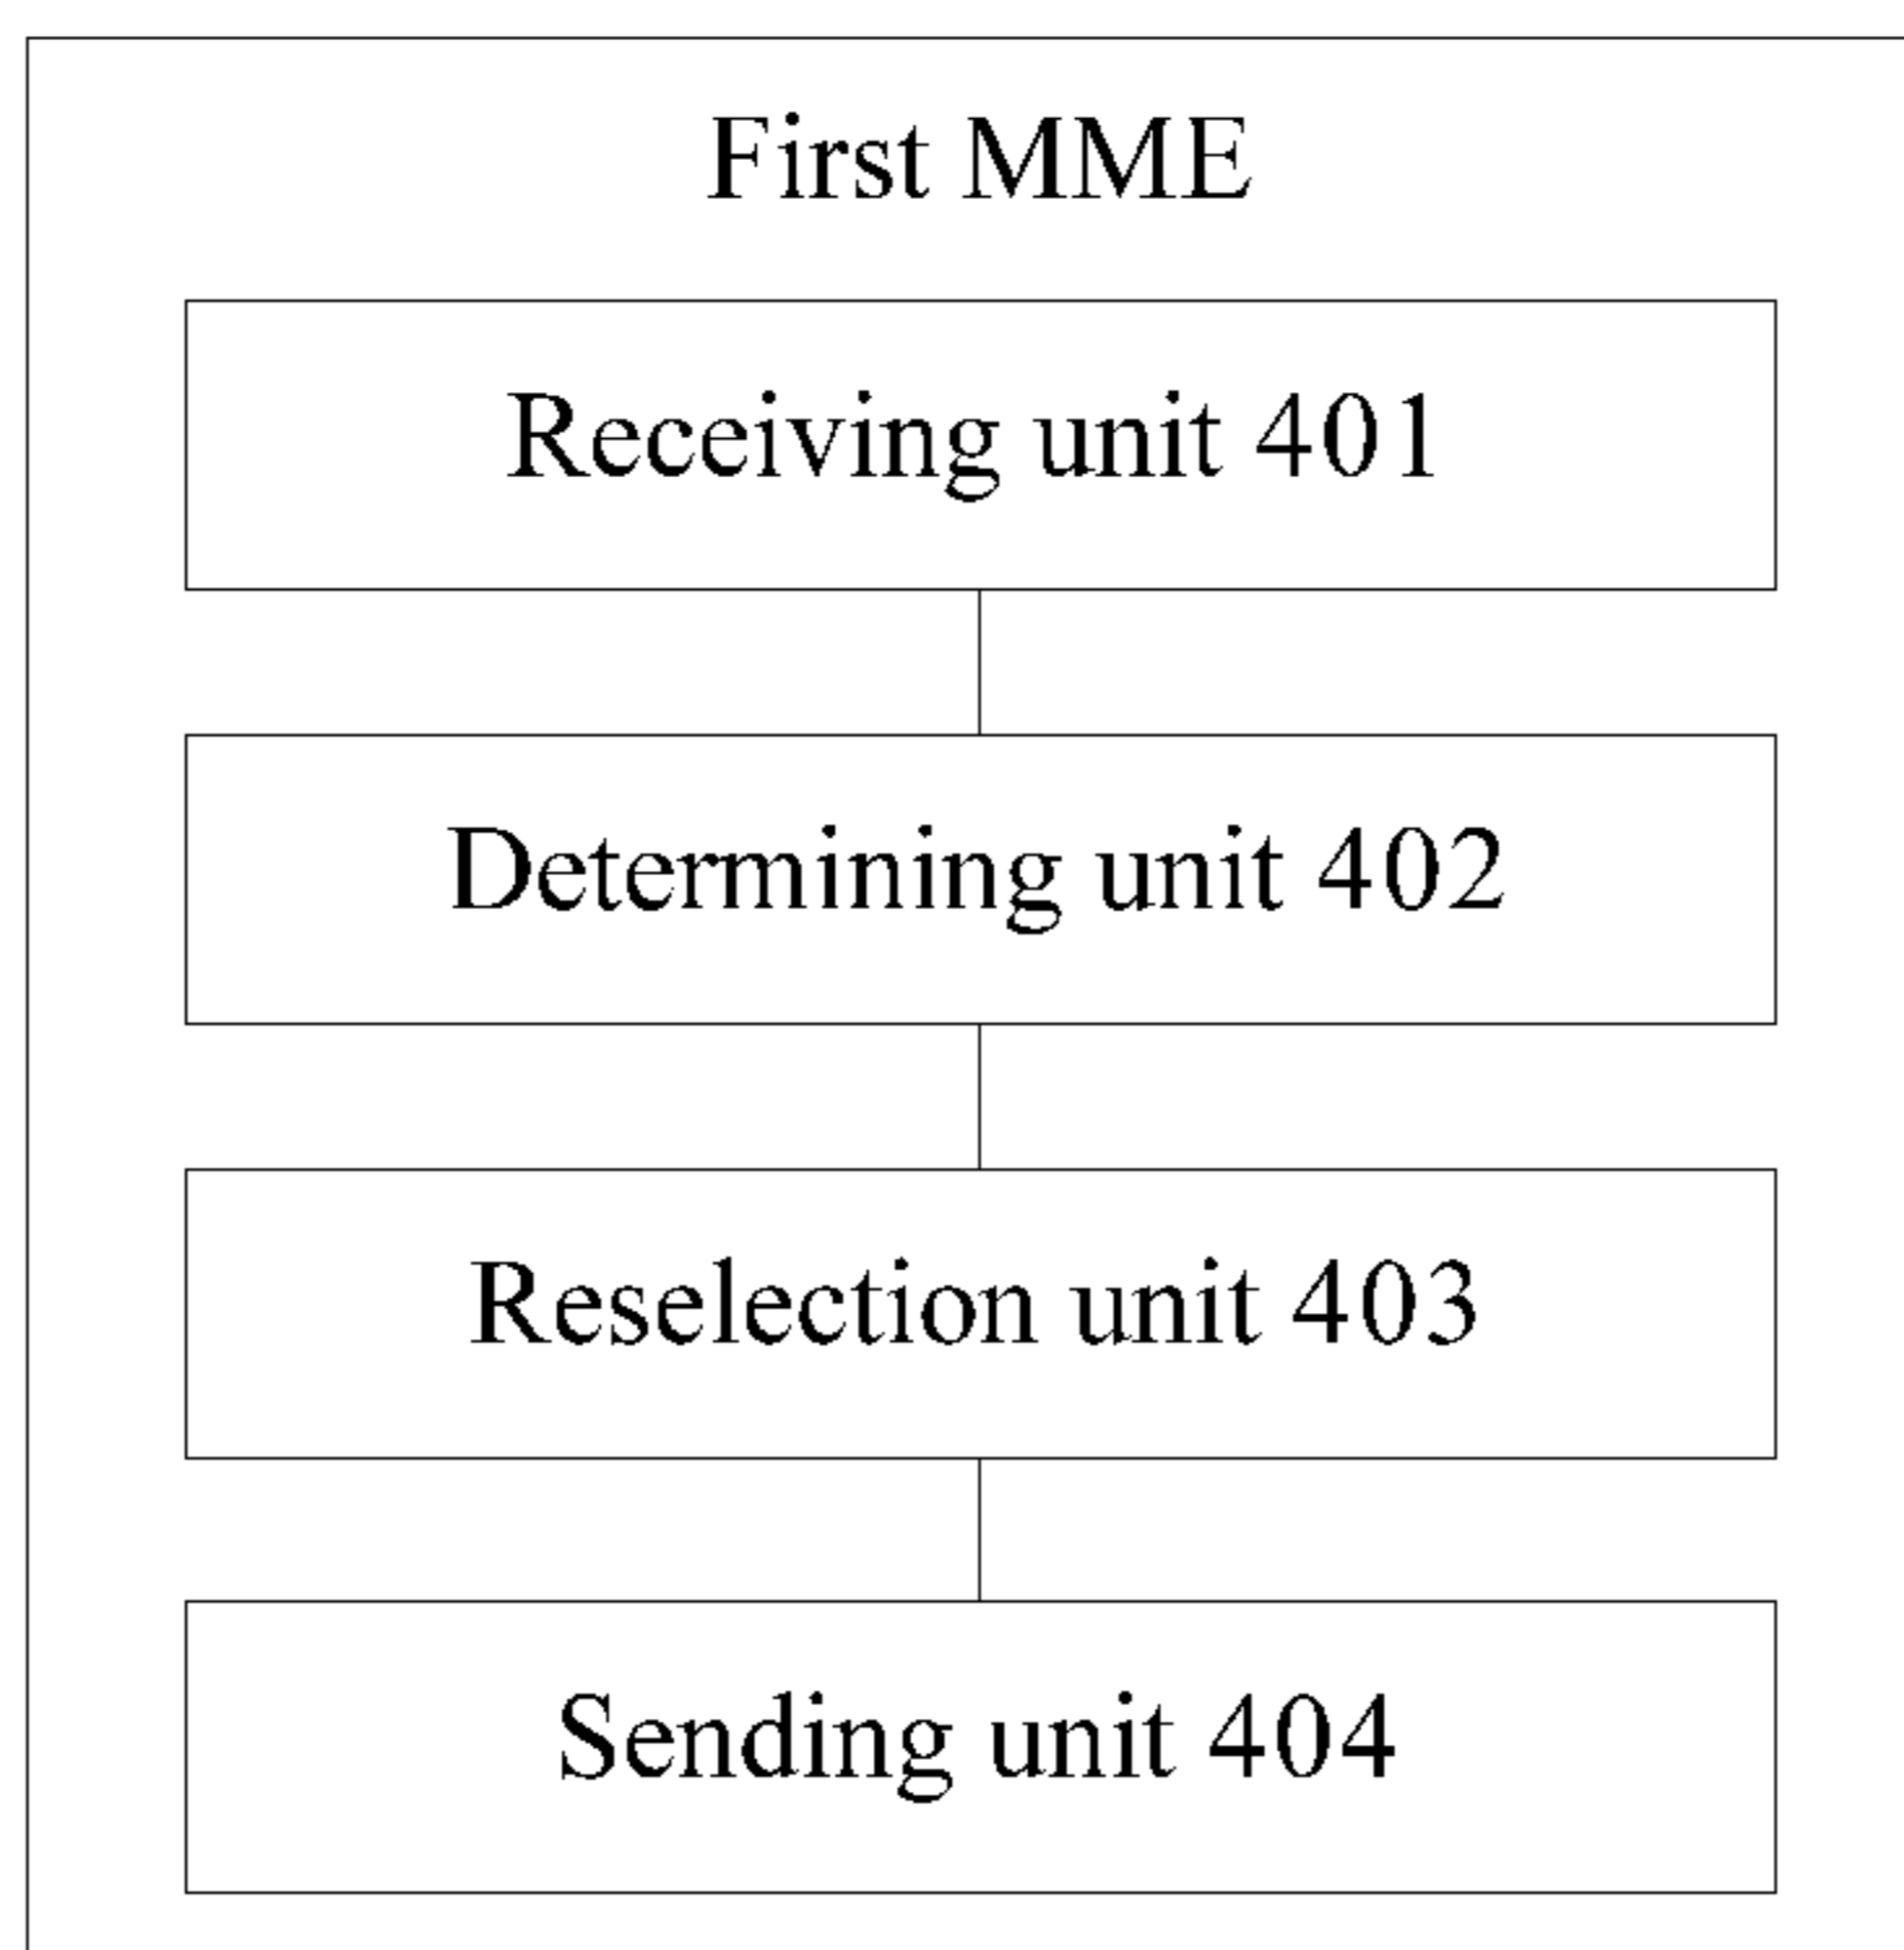 First MME
Receiving unit 401
Determining unit 402
Reselection unit 403
Sending unit 404